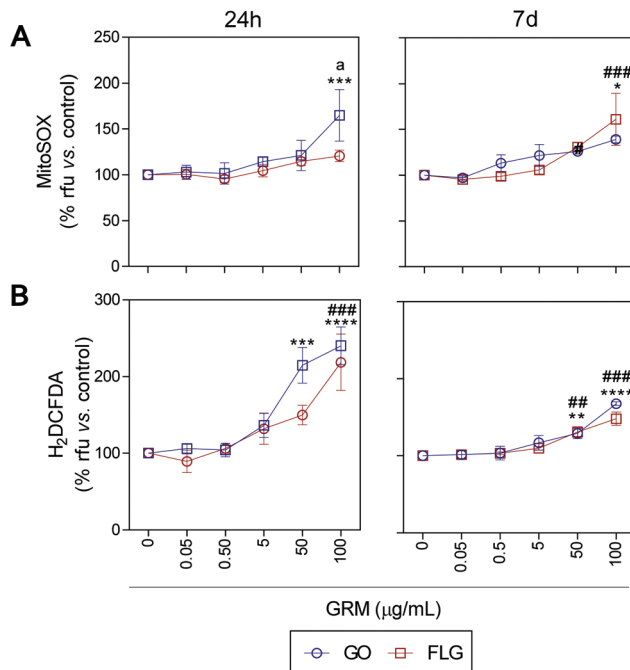 24h
7d
A
MitoSOX
(% rfu vs. control)
250
200
150
100
50
0
a
***
###
*
#
B
H₂DCFDA
(% rfu vs. control)
300
200
100
0
***
###
****
##
**
###
****
0
0.05
0.50
5
50
100
0
0.05
0.5
5
50
100
GRM (μg/mL)
GO
FLG